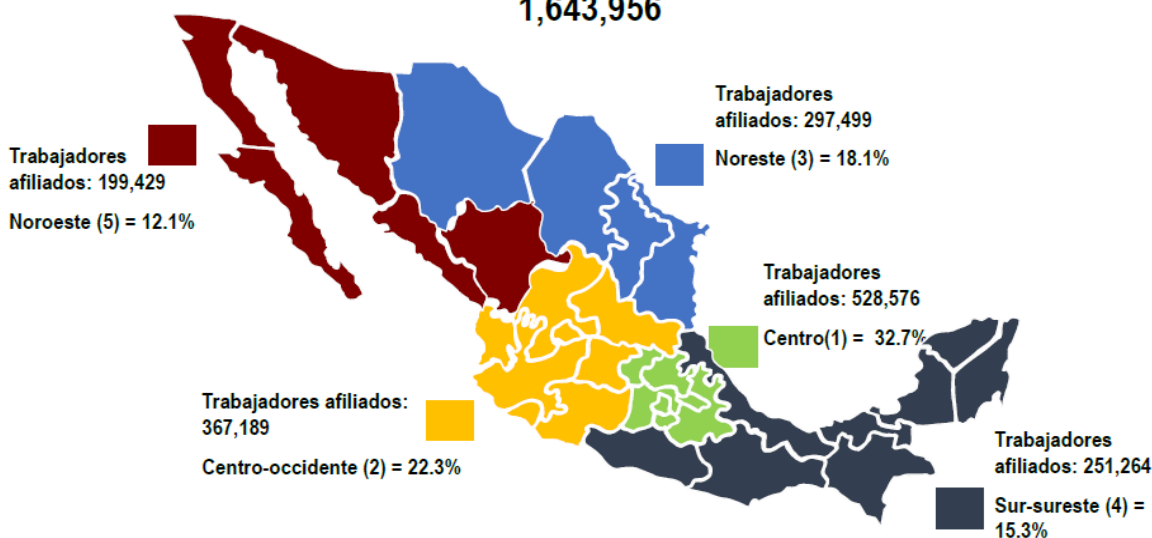 1,643,956
Trabajadores
afiliados: 297,499
Noreste (3) = 18.1%
Trabajadores
afiliados: 199,429
Noroeste (5) = 12.1%
Trabajadores
afiliados: 528,576
Centro(1) =  32.7%
Trabajadores afiliados:
367,189
Centro-occidente (2) = 22.3%
Trabajadores
afiliados: 251,264
Sur-sureste (4) =
15.3%